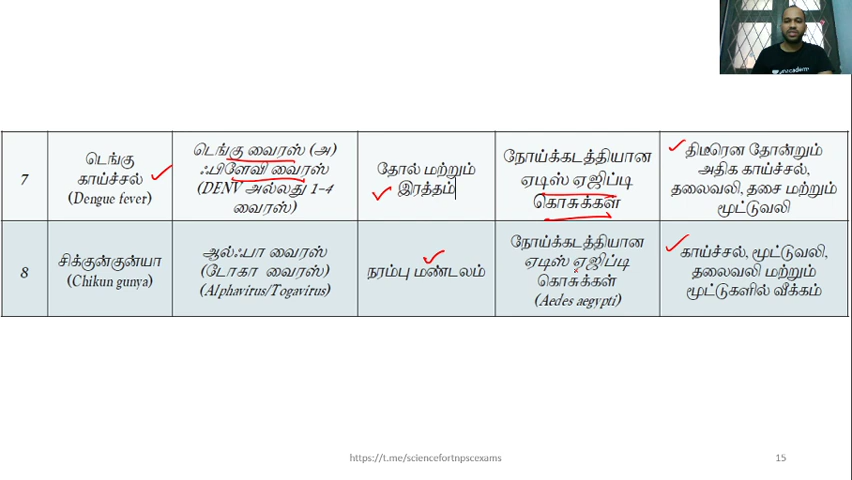 unacademy
7
டெங்கு
காய்ச்சல்
(Dengue fever)
டெங்கு வைரஸ் (அ)
ஃபிளேவி வைரஸ்
(DENV அல்லது 1-4
வைரஸ்)
தோல் மற்றும்
இரத்தம்
நோய்க்கடத்தியான
ஏடிஸ் ஏஜிப்டி
கொசுக்கள்
திடீரென தோன்றும்
அதிக காய்ச்சல்,
தலைவலி, தசை மற்றும்
மூட்டுவலி
8
சிக்குன்குன்யா
(Chikun gunya)
ஆல்ஃபா வைரஸ்
(டோகா வைரஸ்)
(Alphavirus/Togavirus)
நரம்பு மண்டலம்
நோய்க்கடத்தியான
ஏடிஸ் ஏஜிப்டி
கொசுக்கள்
(Aedes aegypti)
காய்ச்சல், மூட்டுவலி,
தலைவலி மற்றும்
மூட்டுகளில் வீக்கம்
https://t.me/sciencefortnpscexams
15